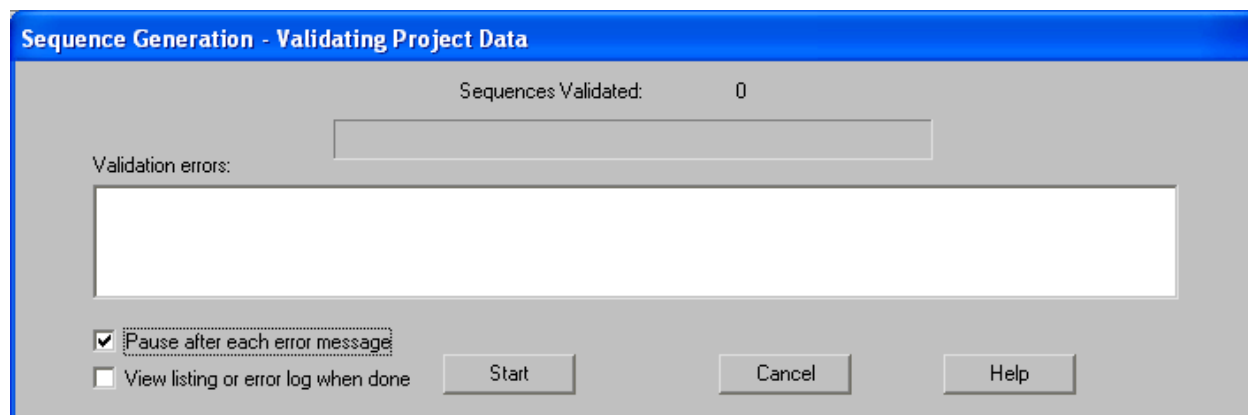 Sequence Generation - Validating Project Data
Sequences Validated: 0
Validation errors:
Pause after each error message
View listing or error log when done
Start Cancel Help